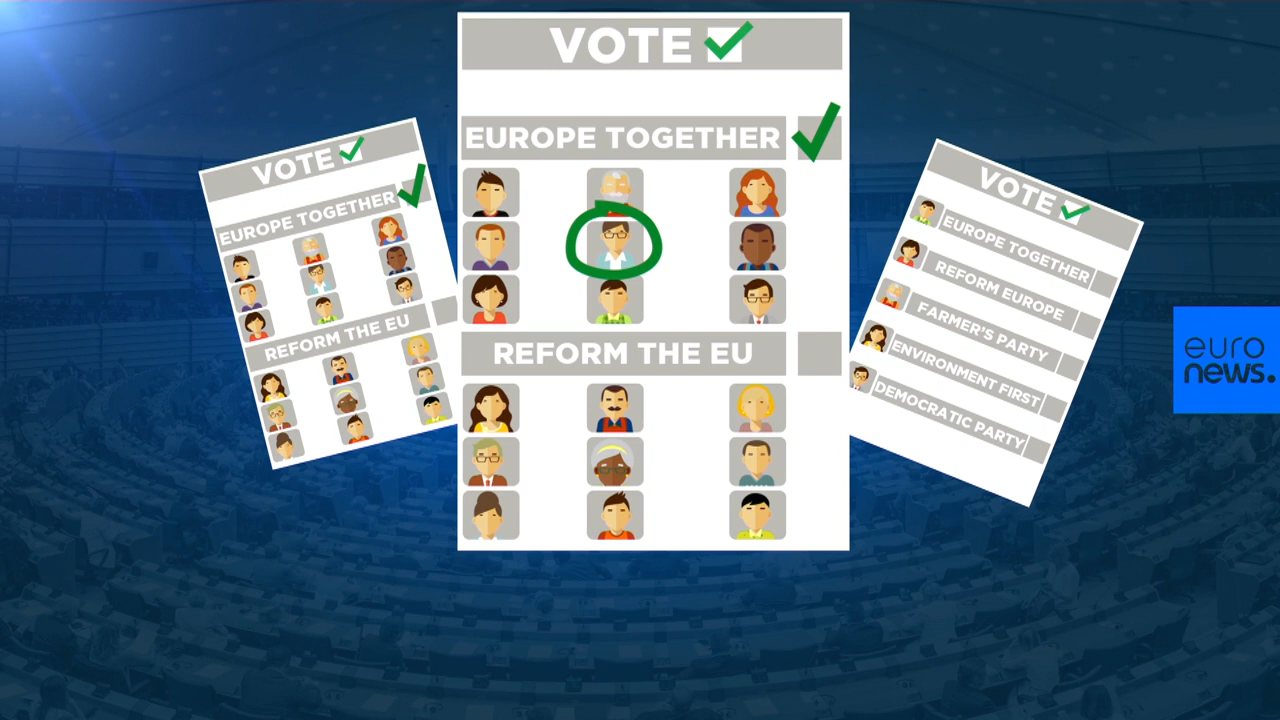 VOTE
EUROPE TOGETHER
REFORM THE EU
VOTE
EUROPE TOGETHER
REFORM THE EU
VOTE
EUROPE TOGETHER
REFORM EUROPE
FARMER'S PARTY
ENVIRONMENT FIRST
DEMOCRATIC PARTY
euro
news.